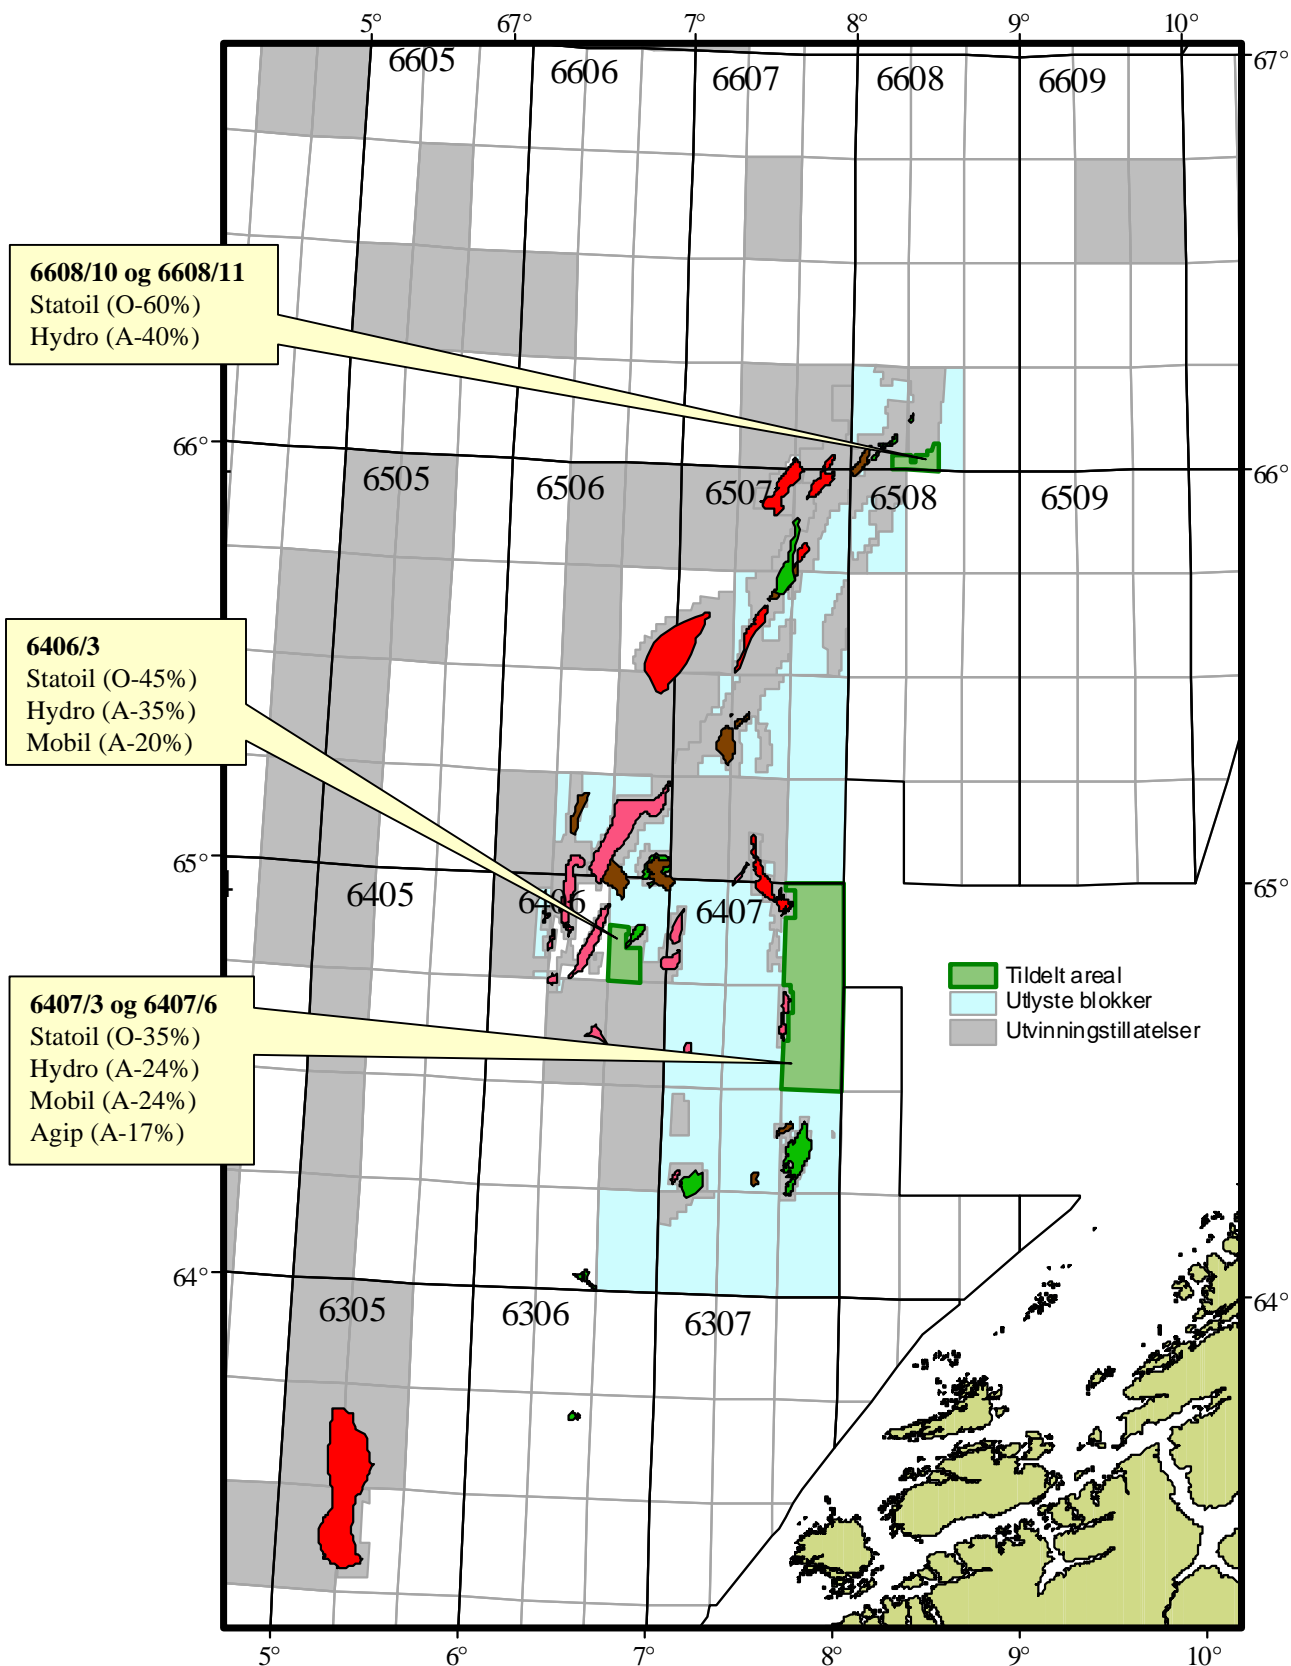 5°
67°
7°
8°
9°
10°
6605
6606
6607
6608
6609
67°
6608/10 og 6608/11
Statoil (O-60%)
Hydro (A-40%)
66°
6505
6506
6507
6508
6509
66°
6406/3
Statoil (O-45%)
Hydro (A-35%)
Mobil (A-20%)
65°
6405
6406
6407
65°
6407/3 og 6407/6
Statoil (O-35%)
Hydro (A-24%)
Mobil (A-24%)
Agip (A-17%)
Tildelt areal
Utlyste blokker
Utvinningstillatelser
64°
6305
6306
6307
64°
5°
6°
7°
8°
9°
10°